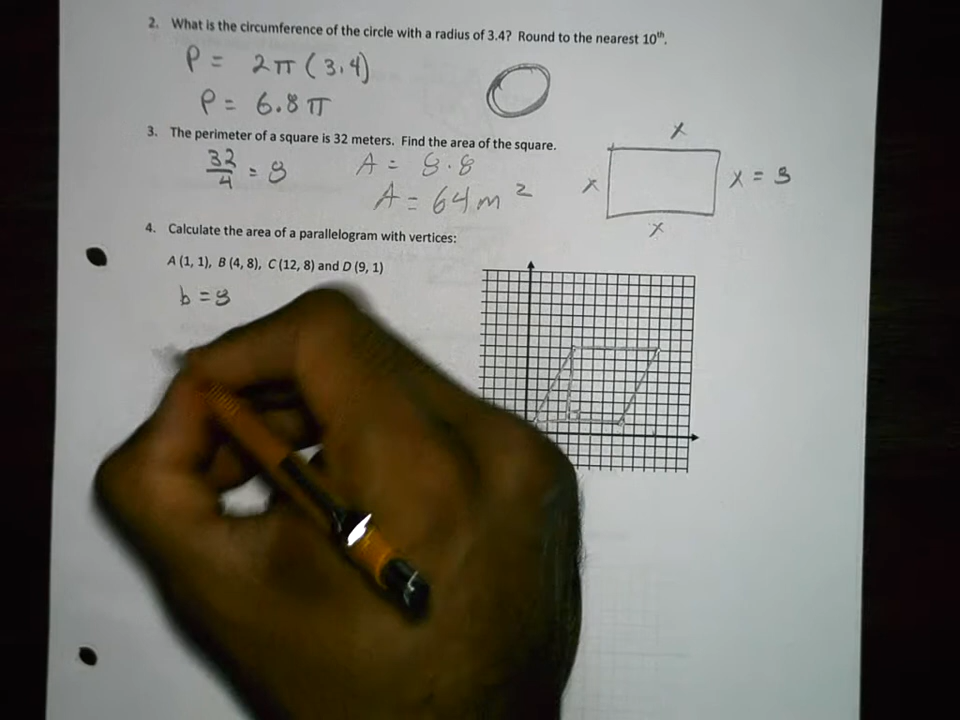 2. What is the circumference of the circle with a radius of 3.4? Round to the nearest 10th.
P = 2π (3.4)
P = 6.8π
3. The perimeter of a square is 32 meters. Find the area of the square.
32/4 = 8 A = 8·8
A = 64m²
x
x
x = 8
x
4. Calculate the area of a parallelogram with vertices:
A (1, 1), B (4, 8), C (12, 8) and D (9, 1)
b = 8